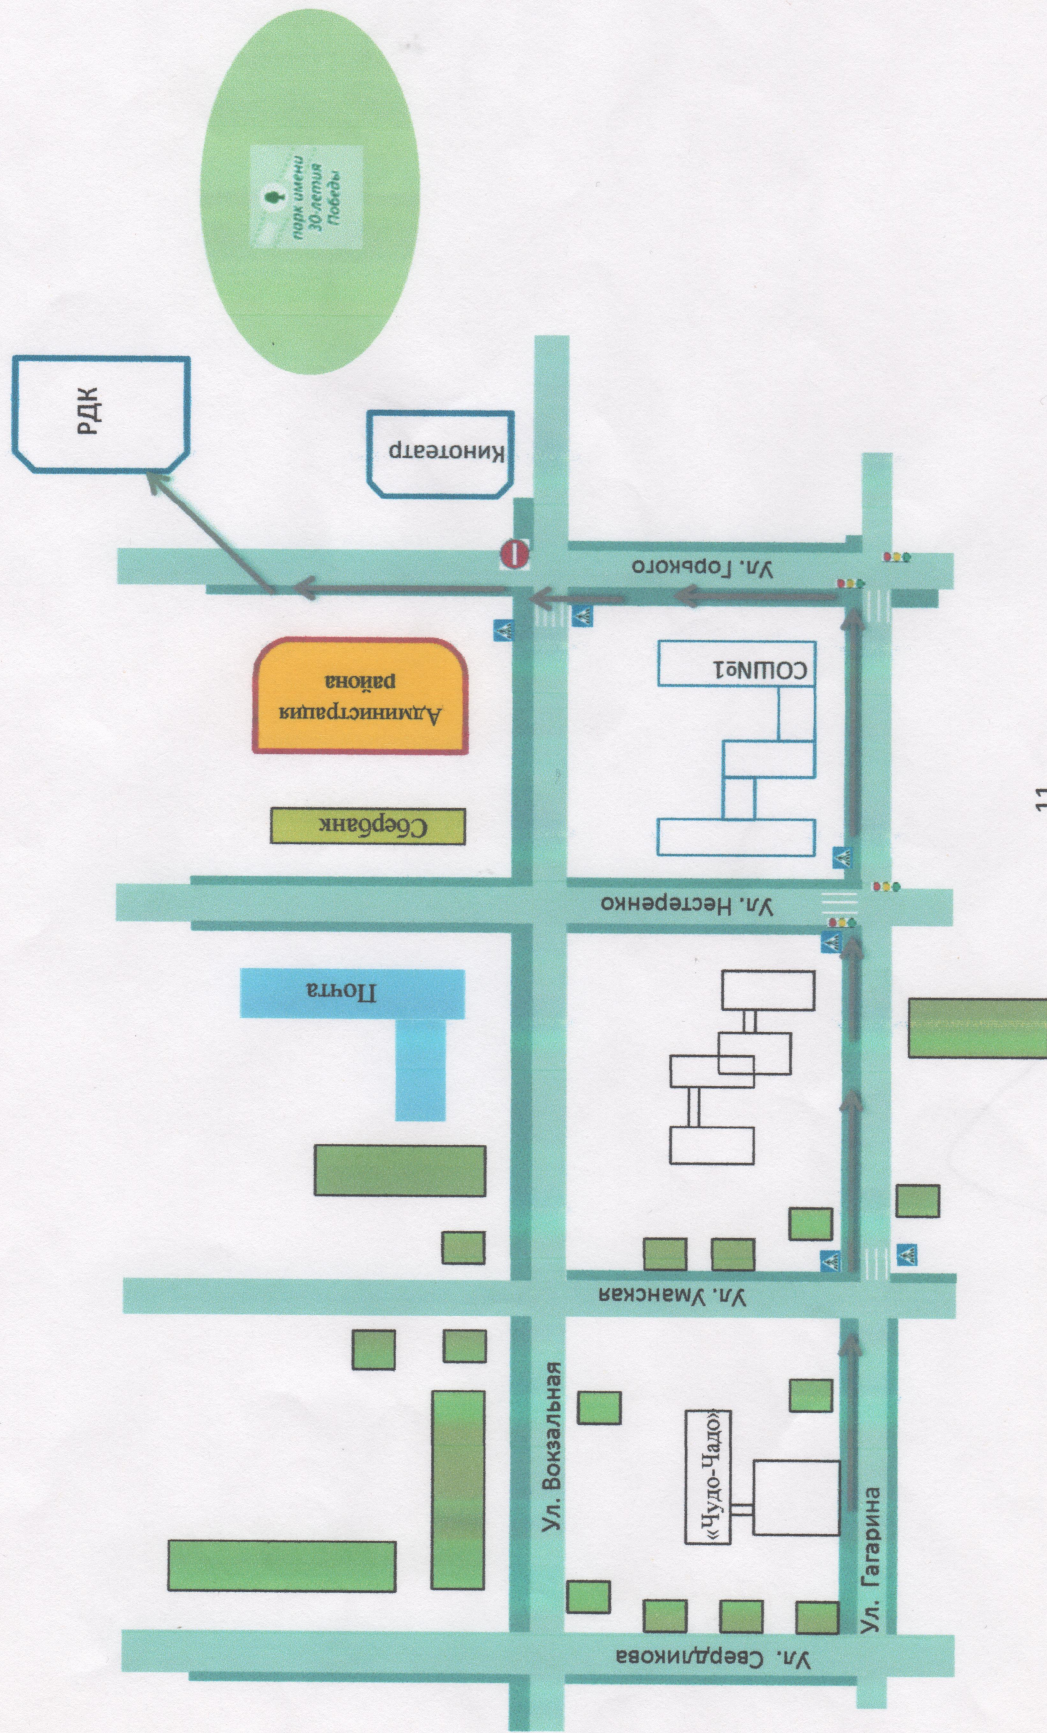 РДК
парк имени
30-летия
Победы
Кинотеатр
Администрация
района
Сбербанк
Почта
СОШ№1
«Чудо-Чадо»
Ул. Вокзальная
Ул. Гагарина
Ул. Свердликова
Ул. Уманская
Ул. Нестеренко
Ул. Горького
11